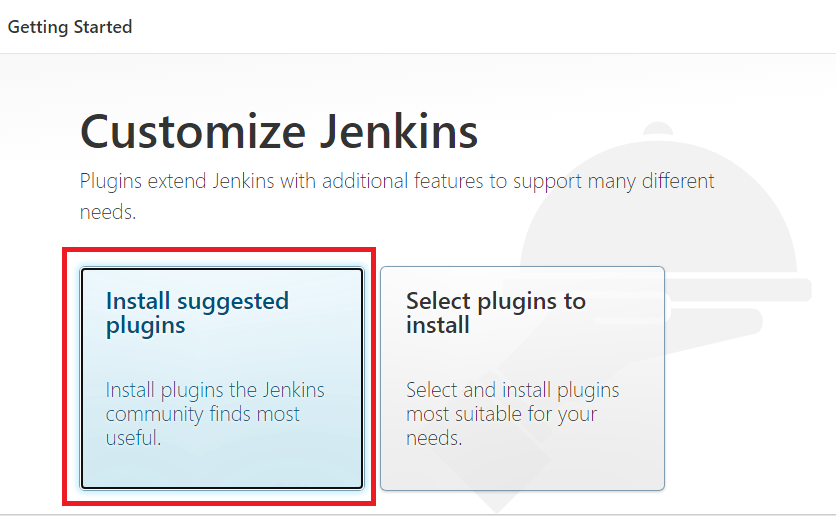 Getting Started
Customize Jenkins
Plugins extend Jenkins with additional features to support many different
needs.
Install suggested
plugins
Install plugins the Jenkins
community finds most
useful.
Select plugins to
install
Select and install plugins
most suitable for your
needs.